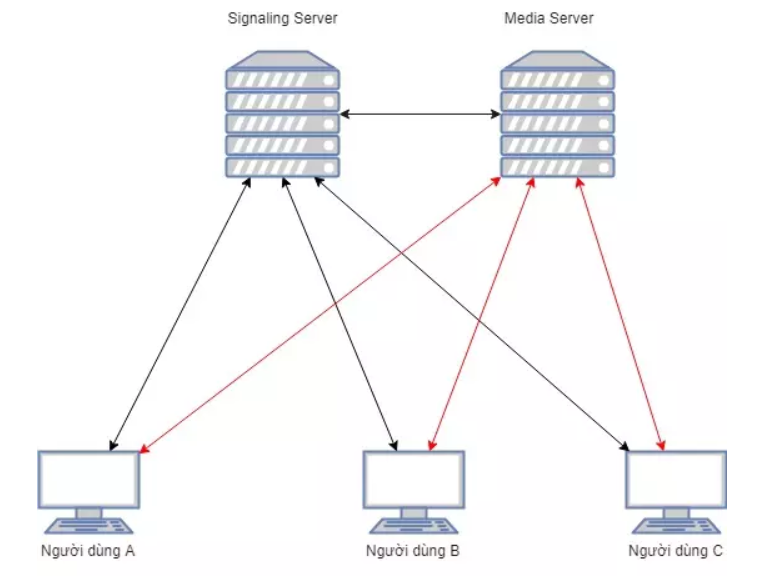 Signaling Server
Media Server
Người dùng A
Người dùng B
Người dùng C